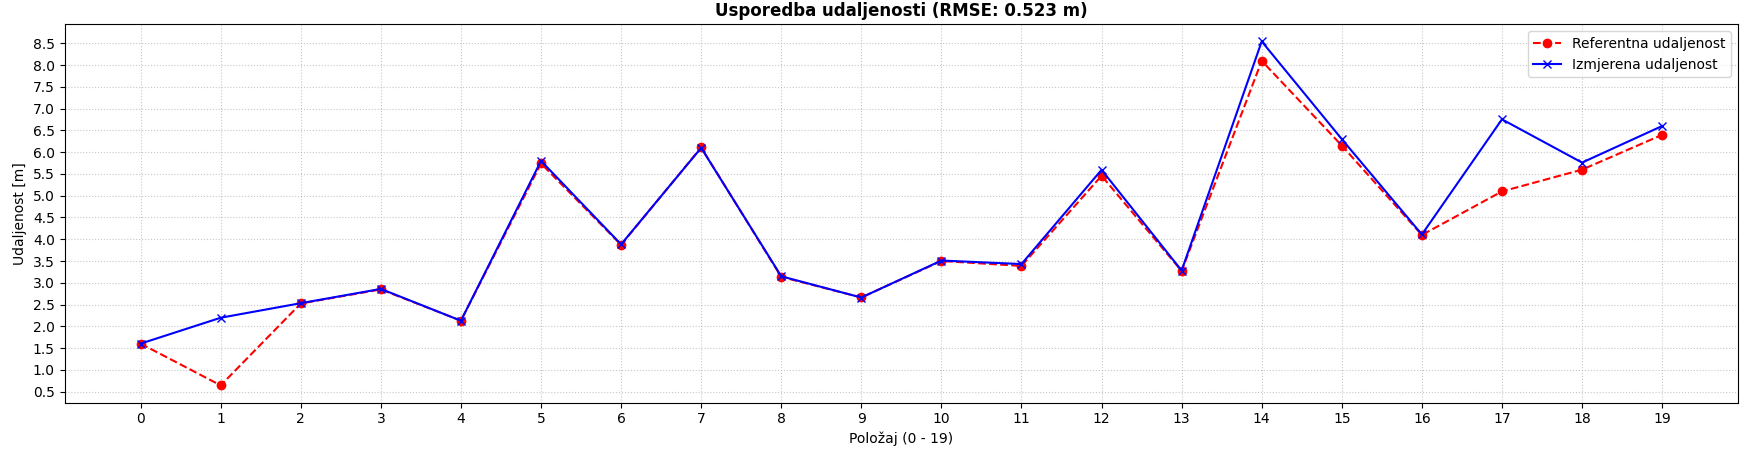 Usporedba udaljenosti (RMSE: 0.523 m)
Referentna udaljenost
Izmjerena udaljenost
Udaljenost [m]
8.5
8.0
7.5
7.0
6.5
6.0
5.5
5.0
4.5
4.0
3.5
3.0
2.5
2.0
1.5
1.0
0.5
0 1 2 3 4 5 6 7 8 9 10 11 12 13 14 15 16 17 18 19
Položaj (0 - 19)